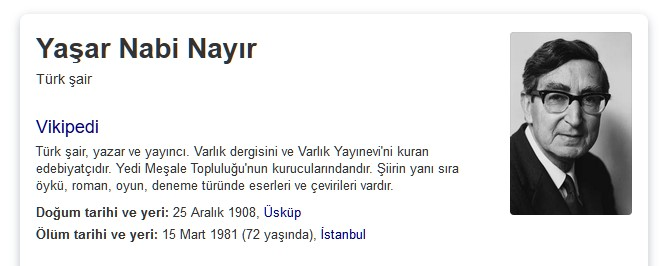 Yaşar Nabi Nayır
Türk şair
Vikipedi
Türk şair, yazar ve yayıncı. Varlık dergisini ve Varlık Yayınevi'ni kuran
edebiyatçıdır. Yedi Meşale Topluluğu'nun kurucularındandır. Şiirin yanı sıra
öykü, roman, oyun, deneme türünde eserleri ve çevirileri vardır.
Doğum tarihi ve yeri: 25 Aralık 1908, Üsküp
Ölüm tarihi ve yeri: 15 Mart 1981 (72 yaşında), İstanbul